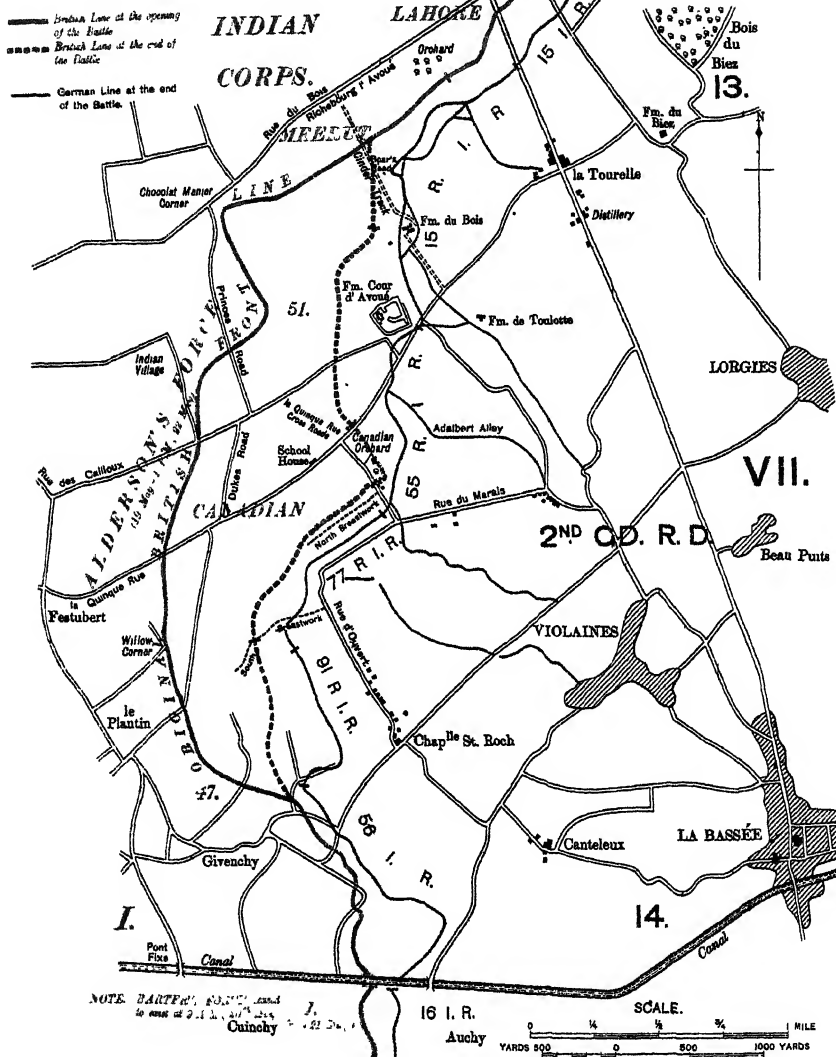 British Line at the opening
of the Battle
British Line at the end of
the Battle
German Line at the end
of the Battle.
INDIAN
CORPS.
LAHORE
MEERUT
Orchard
Rue du Bois
Richebourg l'Avoué
15 I. R.
Bois
du
Biez
13.
Fm. du
Biez
N
Chocolat Menier
Corner
LINE
la Tourelle
Distillery
Fm. du Bois
15 R. I. R
51.
Fm. Cour
d'Avoué
Fm. de Toulotte
FRONT
Princes Road
Indian
Village
LORGIES
ALDERSON'S FORCE
BRITISH
la Quinque Rue
Cross Roads
Adalbert Alley
School
House
Canadian
Orchard
Dukes Road
Rue des Cailloux
55 R. I. R.
VII.
CANADIAN
Rue du Marais
North Breastwork
2ND GD. R. D.
Beau Puits
la Quinque Rue
77 R I. R.
Festubert
VIOLAINES
Willow
Corner
South Breastwork
Rue d'Ouvert
91 R I. R.
le
Plantin
ORIGINAL
Chaplle St. Roch
47.
56 I. R.
Givenchy
Canteleux
LA BASSÉE
I.
14.
Pont
Fixe
Canal
Canal
NOTE.
I.
Cuinchy
16 I. R.
Auchy
SCALE.
0 ¼ ½ ¾ 1 MILE
YARDS 500 0 500 1000 YARDS